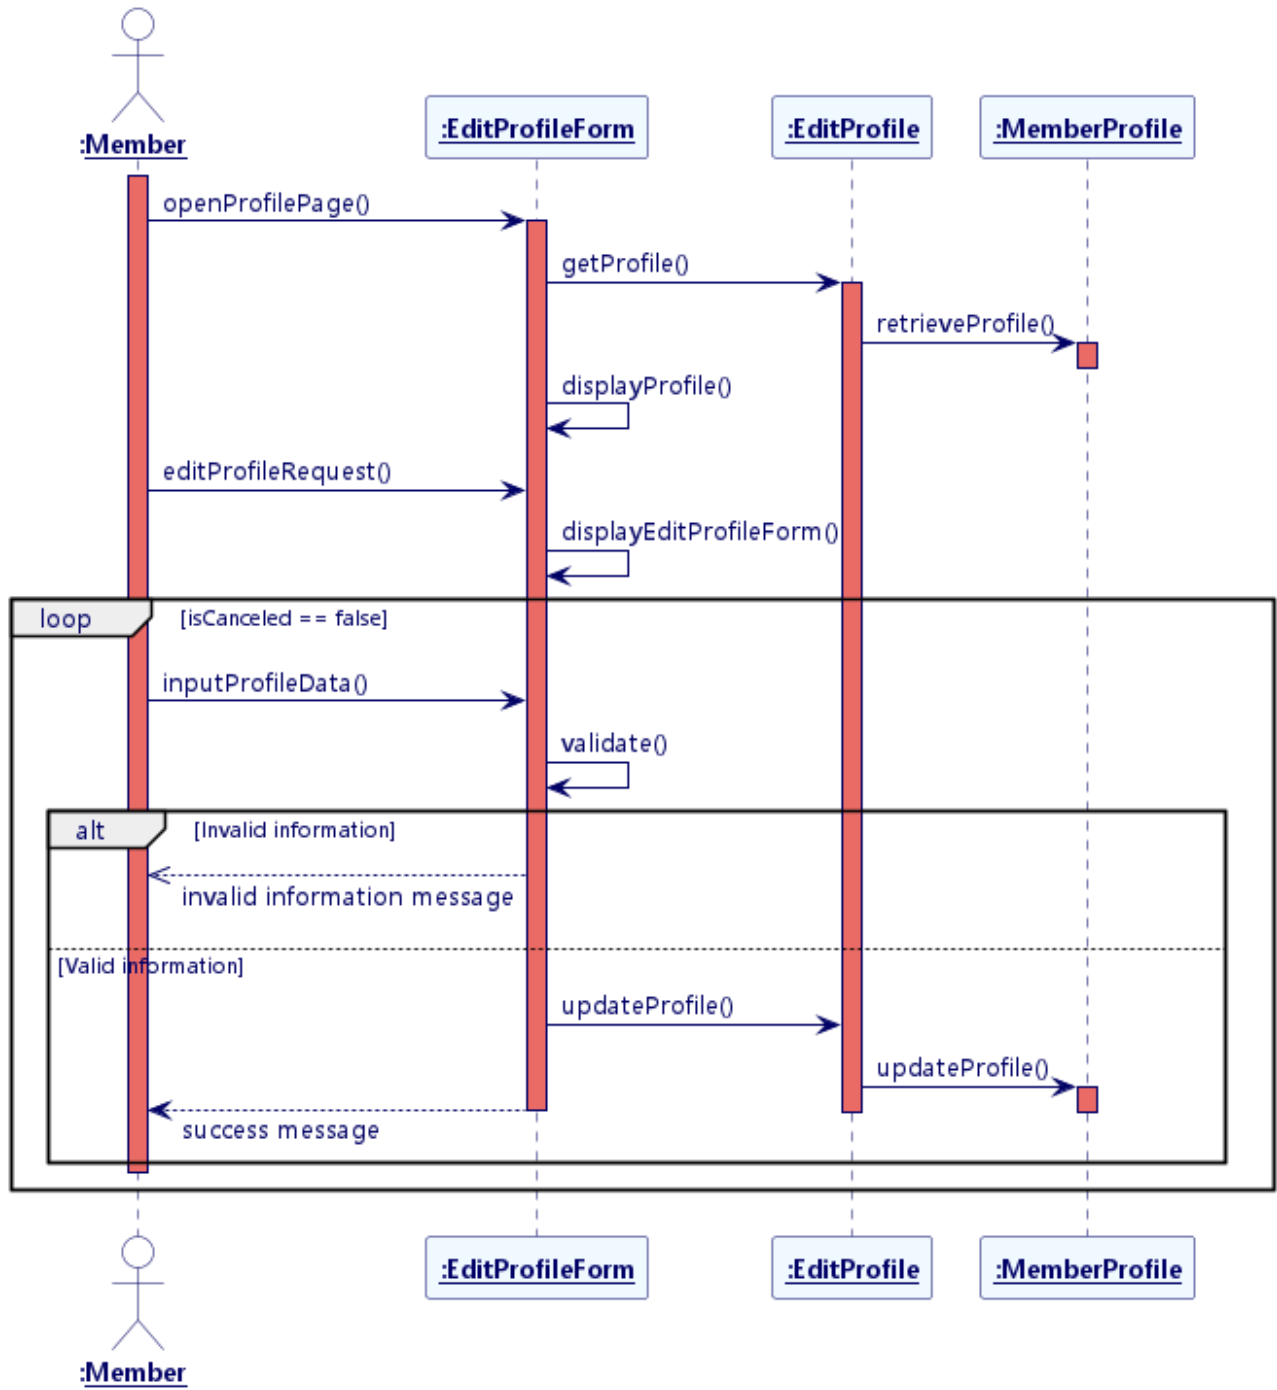 :Member
:EditProfileForm
:EditProfile
:MemberProfile
openProfilePage()
getProfile()
retrieveProfile()
displayProfile()
editProfileRequest()
displayEditProfileForm()
loop
[isCanceled == false]
inputProfileData()
validate()
alt
[Invalid information]
invalid information message
[Valid information]
updateProfile()
updateProfile()
success message
:EditProfileForm
:EditProfile
:MemberProfile
:Member